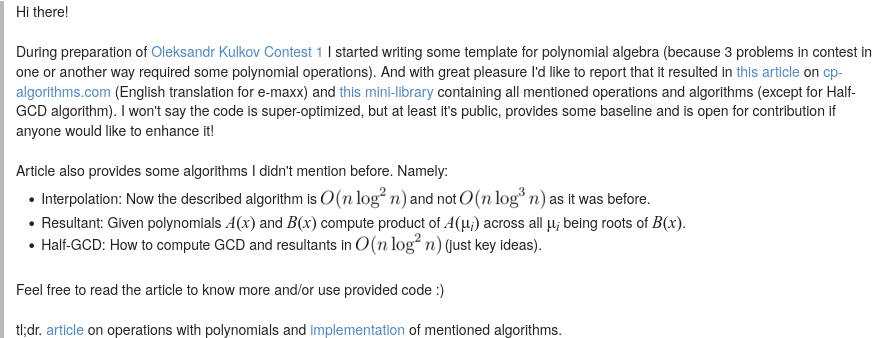 Hi there!
During preparation of Oleksandr Kulkov Contest 1 I started writing some template for polynomial algebra (because 3 problems in contest in
one or another way required some polynomial operations). And with great pleasure I'd like to report that it resulted in this article on cp-
algorithms.com (English translation for e-maxx) and this mini-library containing all mentioned operations and algorithms (except for Half-
GCD algorithm). I won't say the code is super-optimized, but at least it's public, provides some baseline and is open for contribution if
anyone would like to enhance it!
Article also provides some algorithms I didn't mention before. Namely:
• Interpolation: Now the described algorithm is O(n log² n) and not O(n log³ n) as it was before.
• Resultant: Given polynomials A(x) and B(x) compute product of A(μᵢ) across all μᵢ being roots of B(x).
• Half-GCD: How to compute GCD and resultants in O(n log² n) (just key ideas).
Feel free to read the article to know more and/or use provided code :)
tl;dr. article on operations with polynomials and implementation of mentioned algorithms.